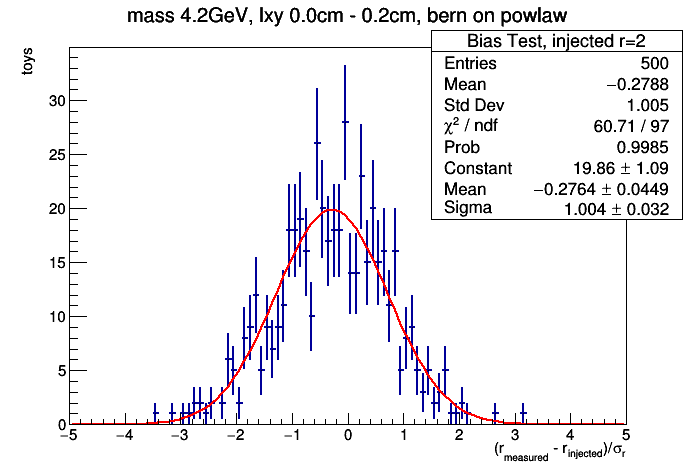 mass 4.2GeV, lxy 0.0cm - 0.2cm, bern on powlaw
toys
Bias Test, injected r=2
Entries 500
Mean −0.2788
Std Dev 1.005
χ² / ndf 60.71 / 97
Prob 0.9985
Constant 19.86 ± 1.09
Mean −0.2764 ± 0.0449
Sigma 1.004 ± 0.032
30
25
20
15
10
5
0
−5 −4 −3 −2 −1 0 1 2 3 4 5
(r_measured - r_injected)/σ_r